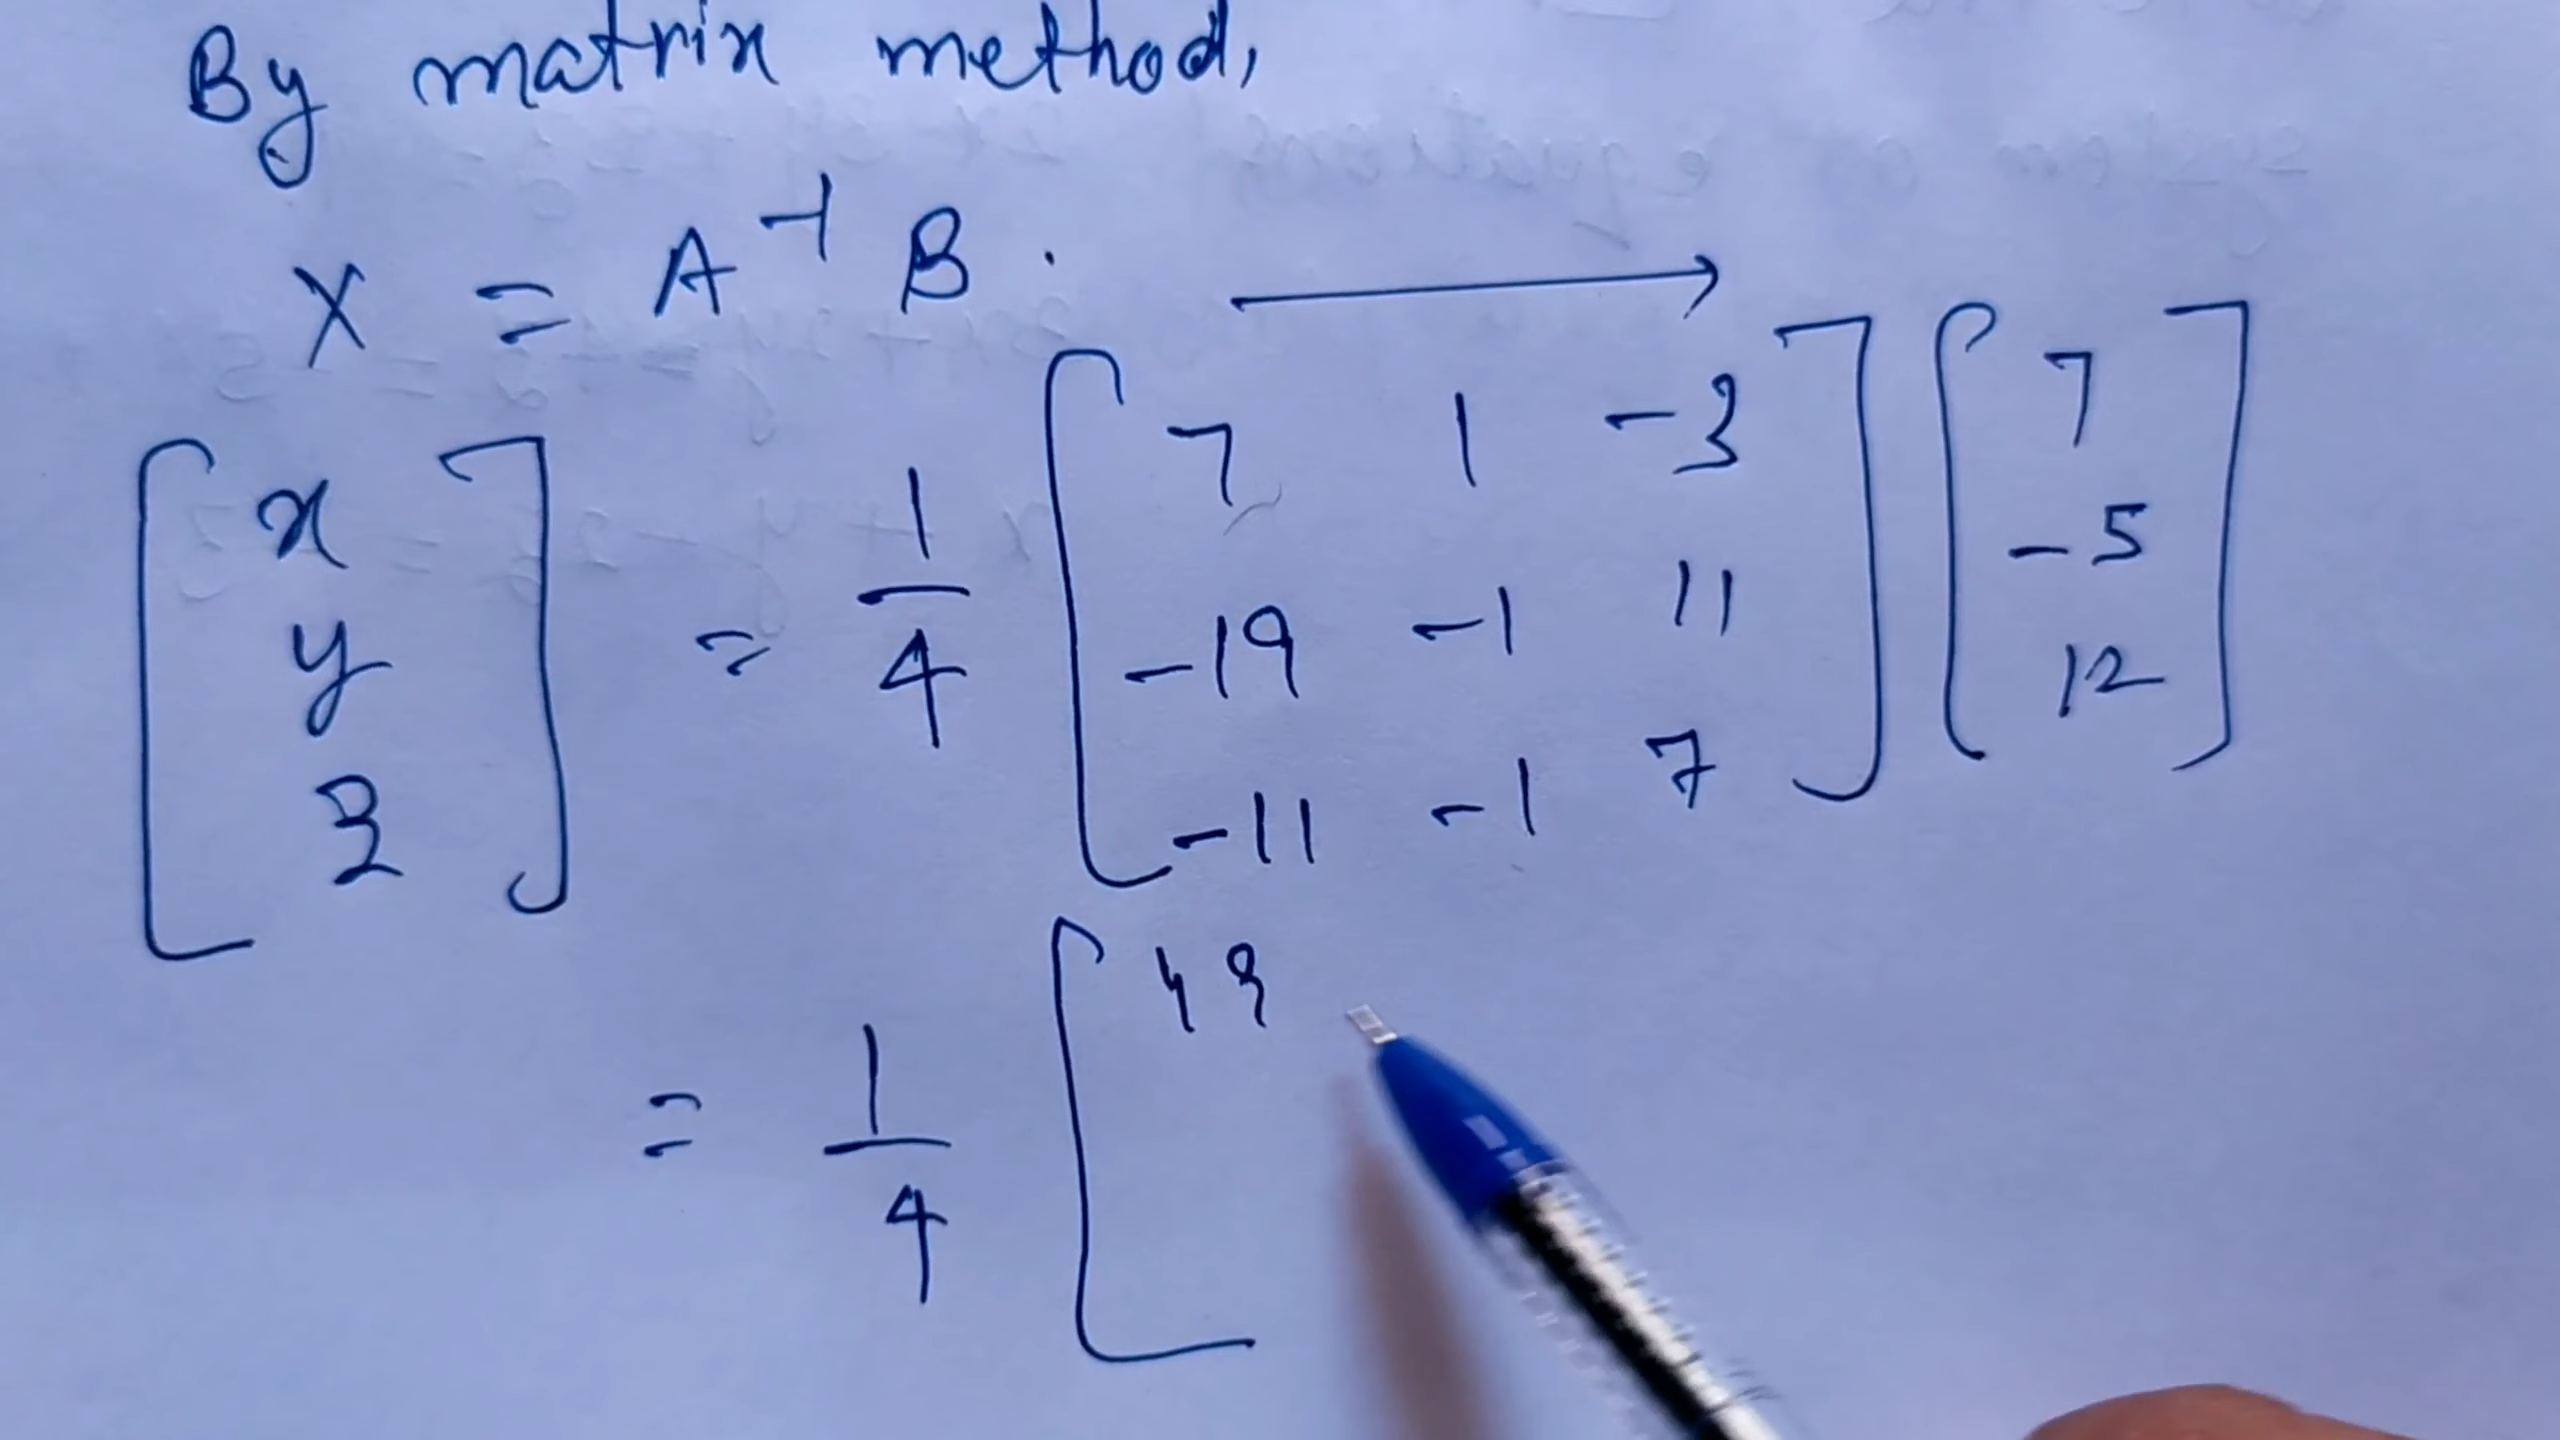 By matrix method,
X = A⁻¹ B.
[x y z] = 1/4 [7 1 -3 -19 -1 11 -11 -1 7] [7 -5 12]
= 1/4 [49